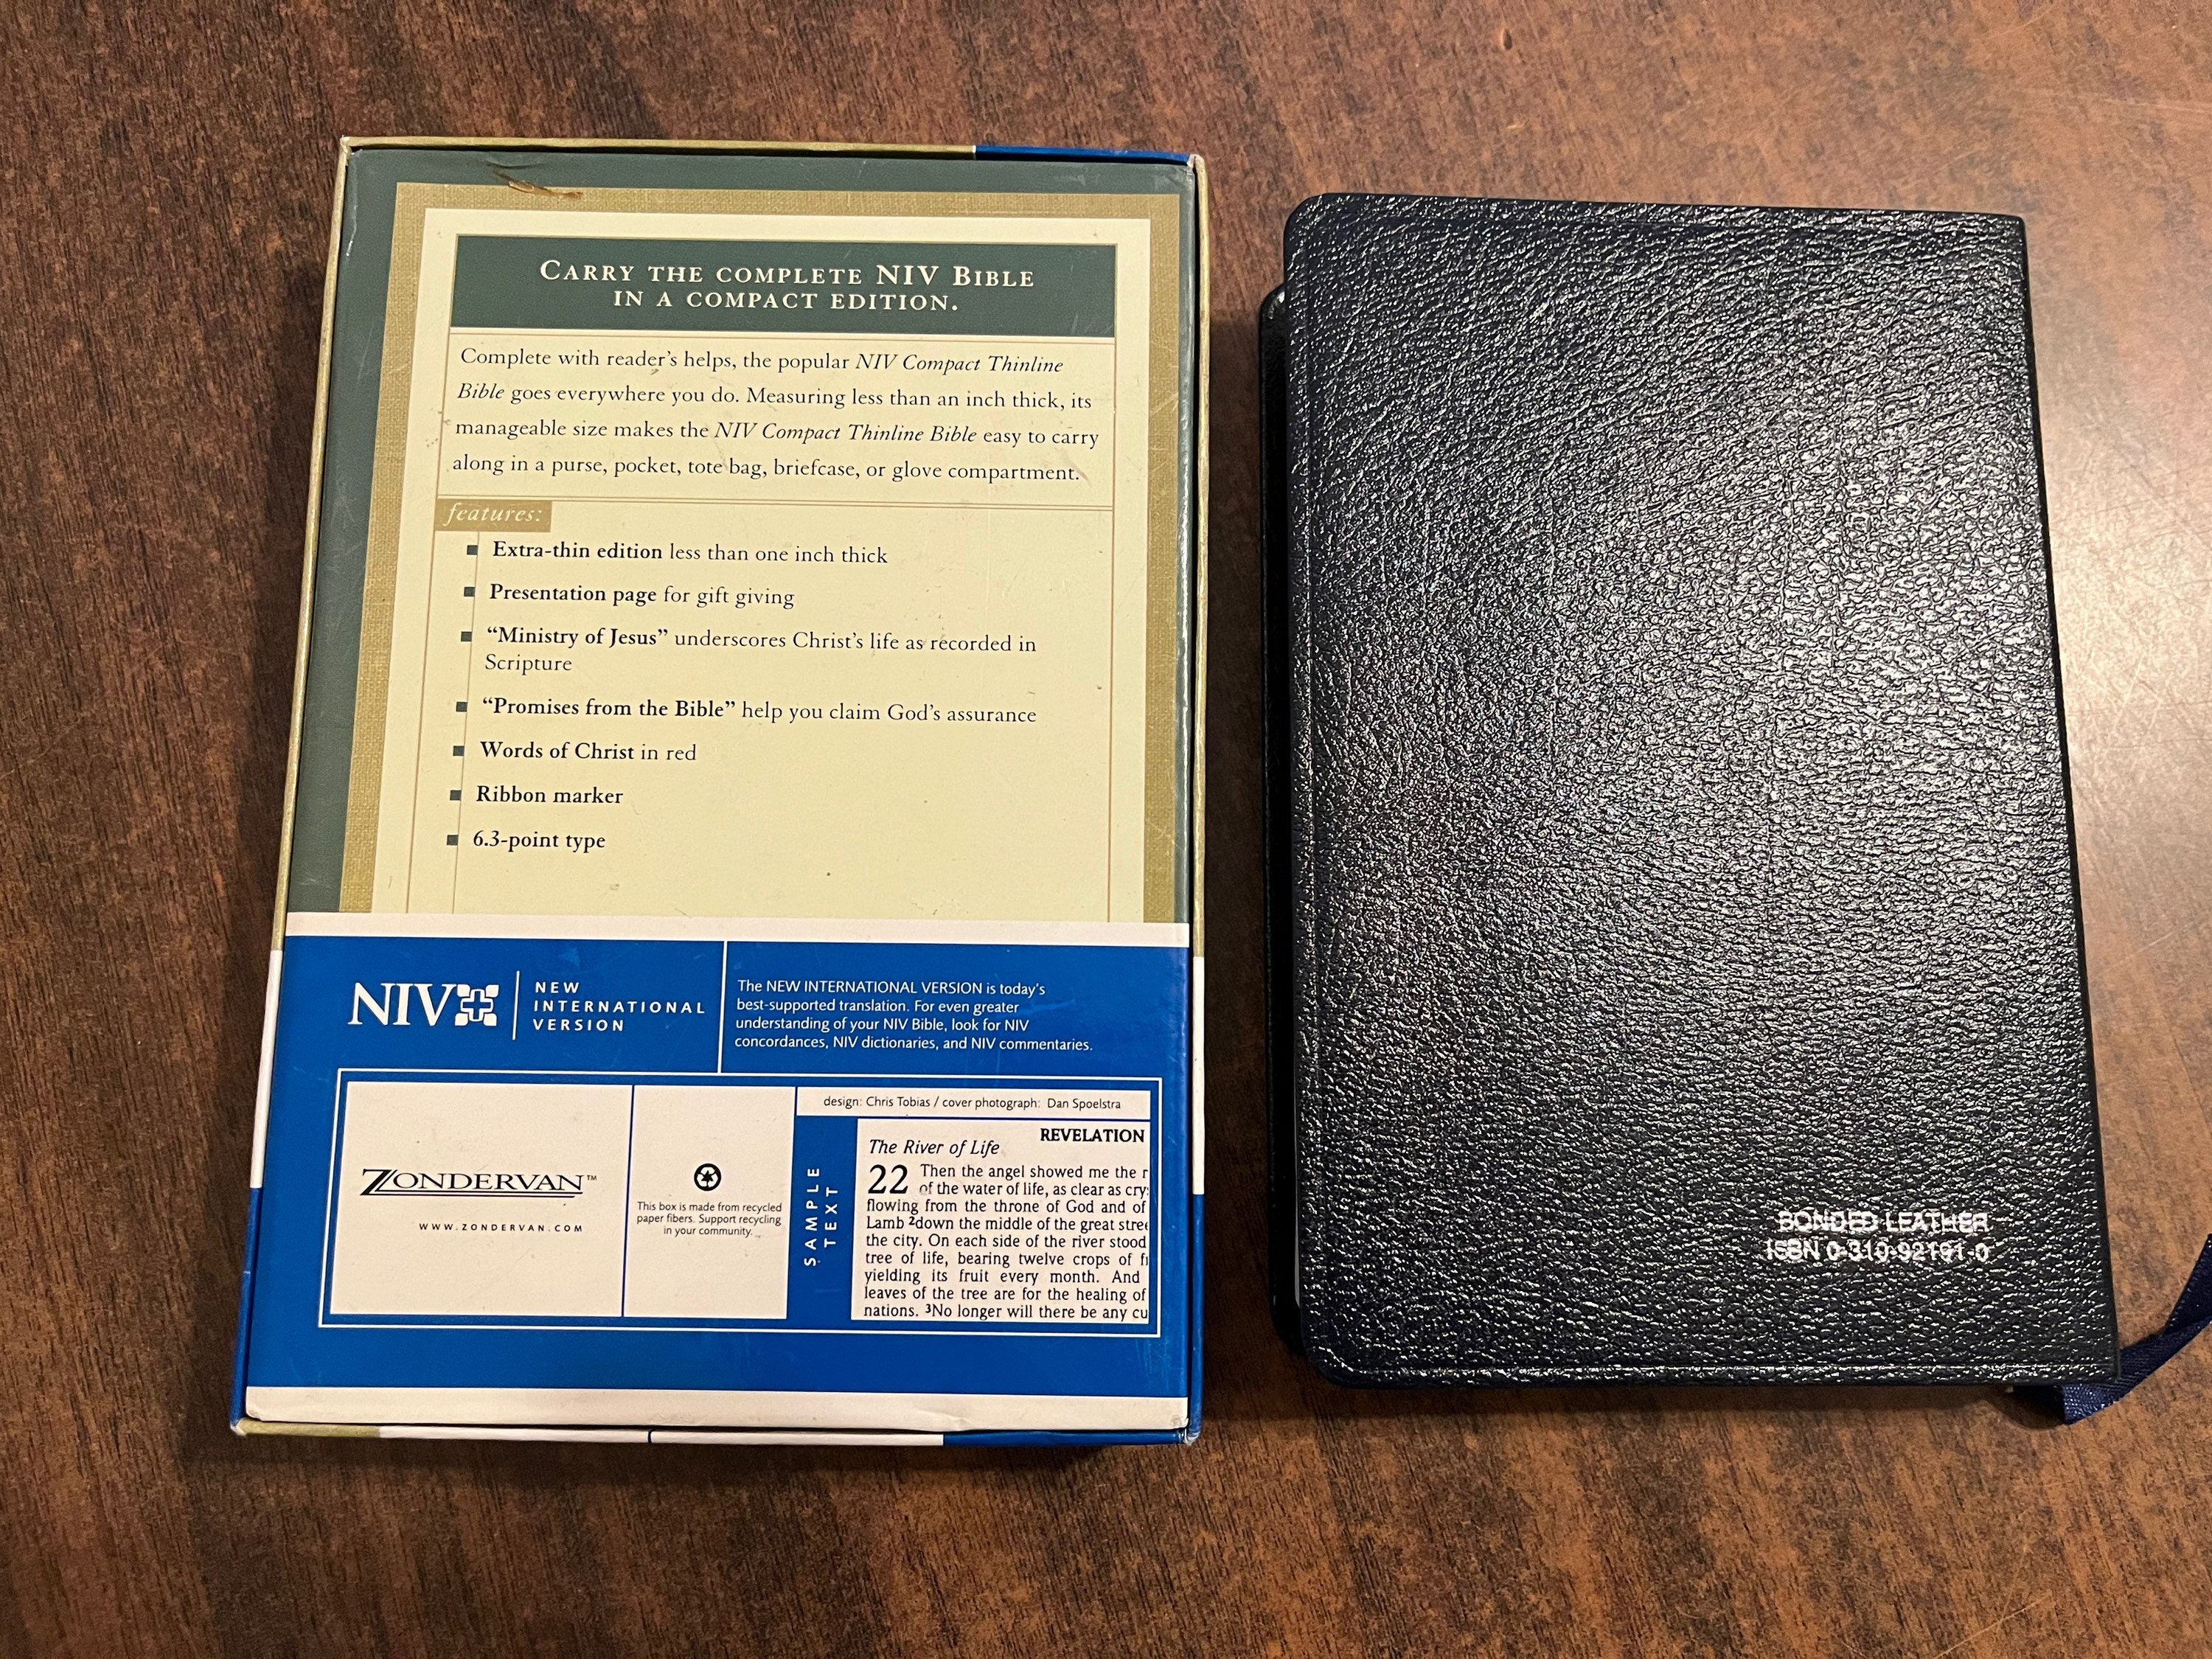 CARRY THE COMPLETE NIV BIBLE
IN A COMPACT EDITION.
Complete with reader's helps, the popular NIV Compact Thinline
Bible goes everywhere you do. Measuring less than an inch thick, its
manageable size makes the NIV Compact Thinline Bible easy to carry
along in a purse, pocket, tote bag, briefcase, or glove compartment.
features:
Extra-thin edition less than one inch thick
Presentation page for gift giving
“Ministry of Jesus” underscores Christ's life as recorded in
Scripture
“Promises from the Bible” help you claim God's assurance
Words of Christ in red
Ribbon marker
6.3-point type
NIV
NEW
INTERNATIONAL
VERSION
The NEW INTERNATIONAL VERSION is today's
best-supported translation. For even greater
understanding of your NIV Bible, look for NIV
concordances, NIV dictionaries, and NIV commentaries.
ZONDERVAN™
WWW.ZONDERVAN.COM
This box is made from recycled
paper fibers. Support recycling
in your community.
design: Chris Tobias / cover photograph: Dan Spoelstra
SAMPLE
TEXT
REVELATION
The River of Life
22 Then the angel showed me the r
of the water of life, as clear as crys
flowing from the throne of God and of
Lamb 2down the middle of the great stree
the city. On each side of the river stood
tree of life, bearing twelve crops of fr
yielding its fruit every month. And
leaves of the tree are for the healing of
nations. 3No longer will there be any cu
BONDED LEATHER
ISBN 0-310-92191-0